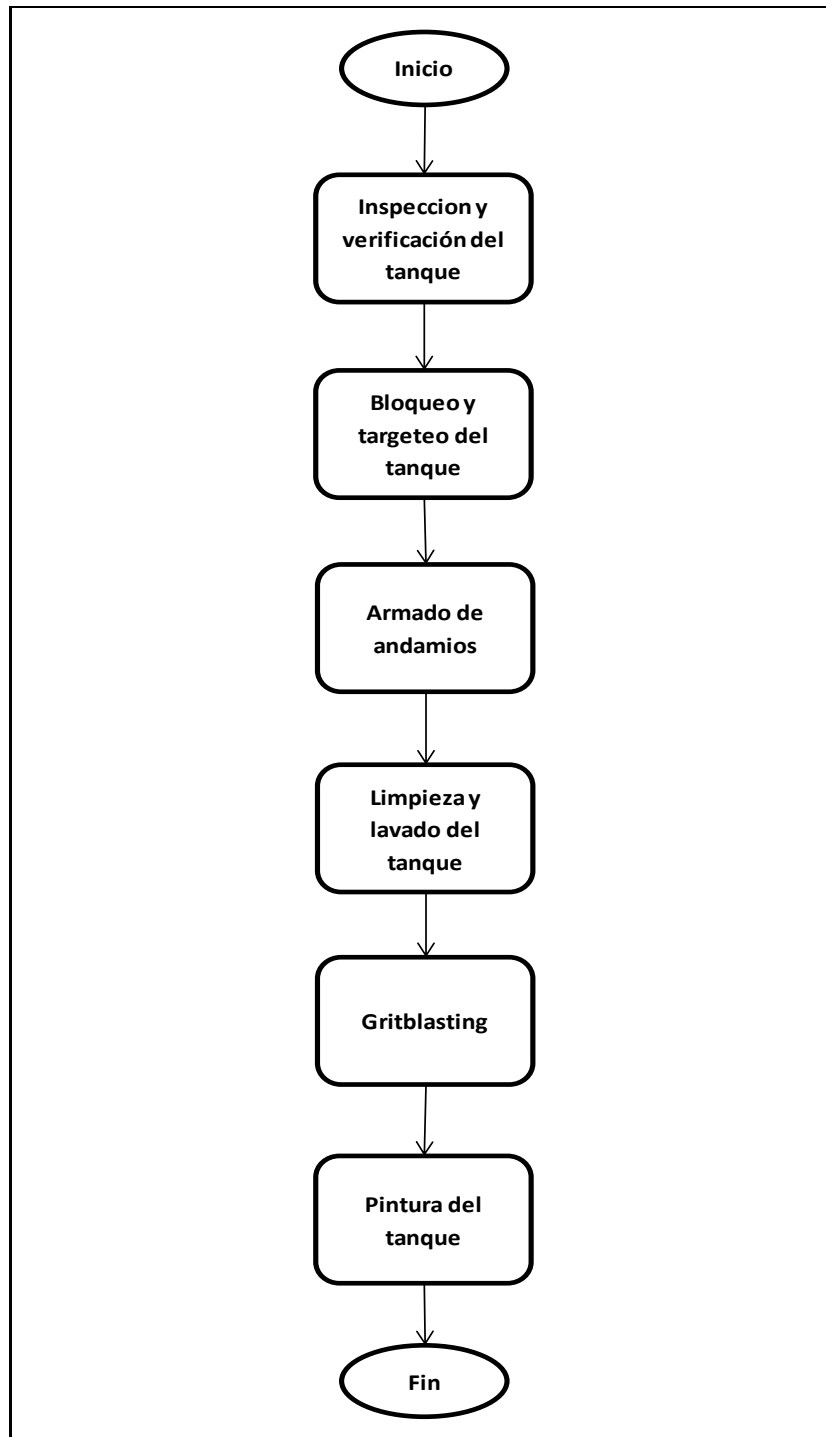 Inicio
Inspeccion y
verificación del
tanque
Bloqueo y
targeteo del
tanque
Armado de
andamios
Limpieza y
lavado del
tanque
Gritblasting
Pintura del
tanque
Fin